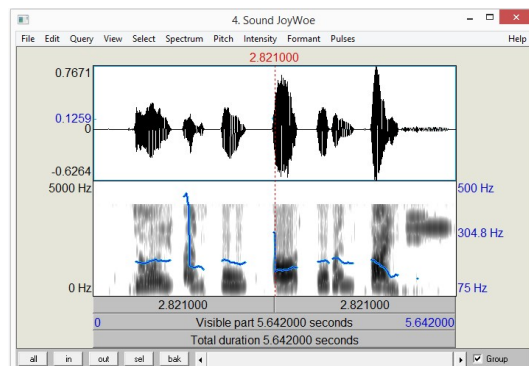 4. Sound JoyWoe
File Edit Query View Select Spectrum Pitch Intensity Formant Pulses Help
2.821000
0.7671
0.1259
0
-0.6264
5000 Hz
500 Hz
304.8 Hz
0 Hz
75 Hz
2.821000 2.821000
0 Visible part 5.642000 seconds 5.642000
Total duration 5.642000 seconds
all in out sel bak Group